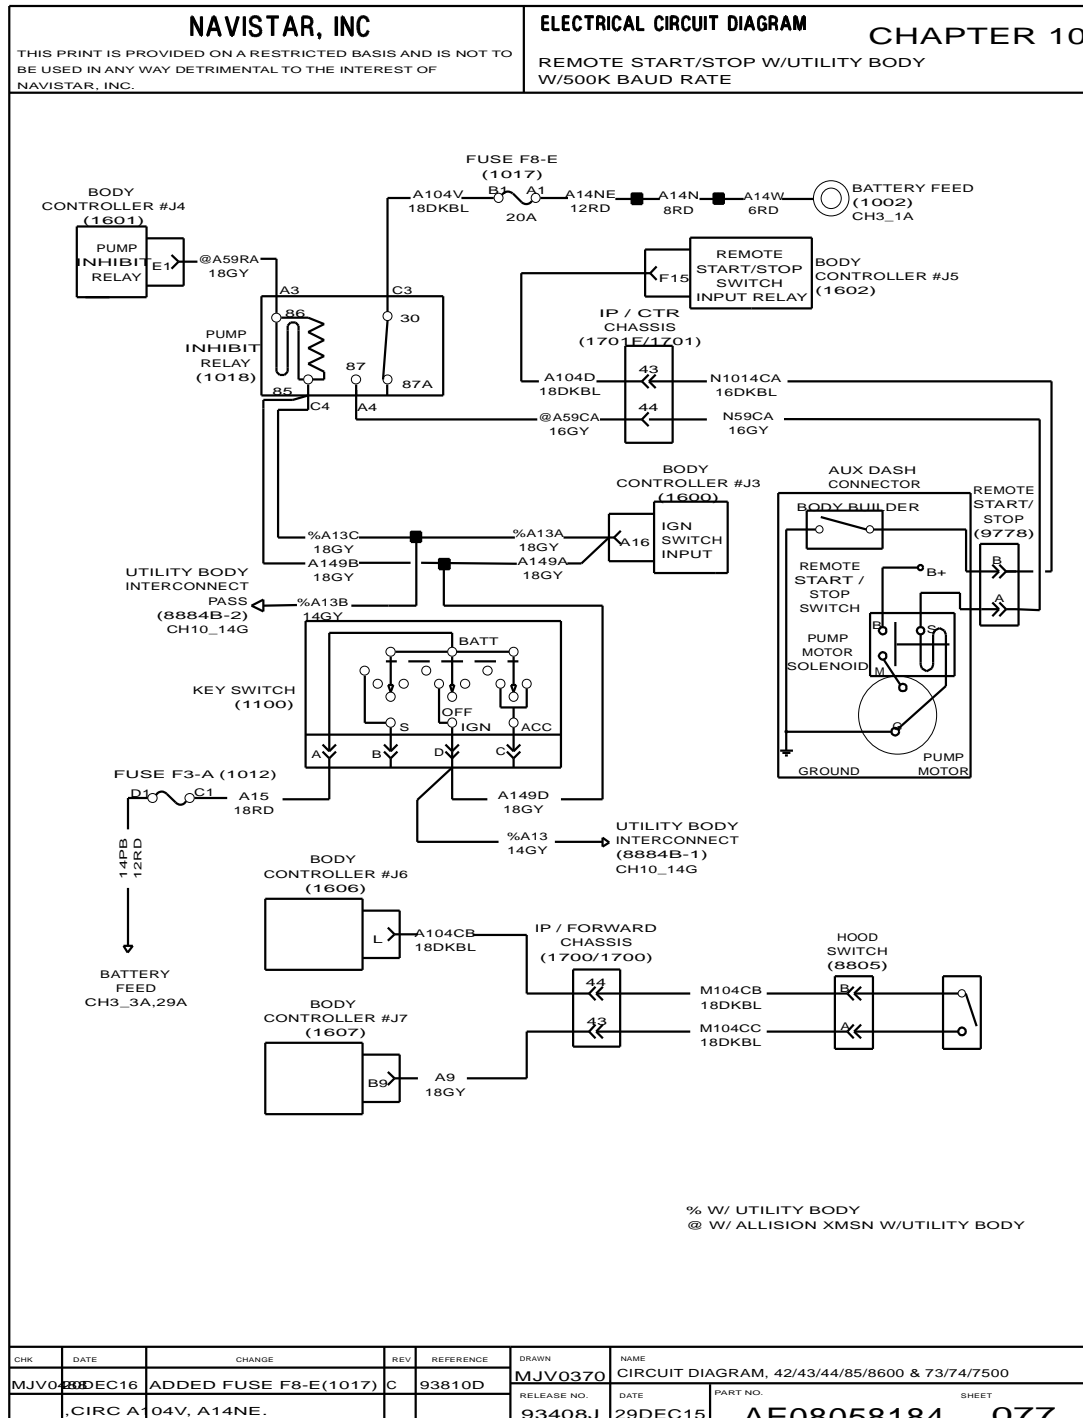 NAVISTAR, INC
THIS PRINT IS PROVIDED ON A RESTRICTED BASIS AND IS NOT TO
BE USED IN ANY WAY DETRIMENTAL TO THE INTEREST OF
NAVISTAR, INC.
ELECTRICAL CIRCUIT DIAGRAM
CHAPTER 10
REMOTE START/STOP W/UTILITY BODY
W/500K BAUD RATE
FUSE F8-E
(1017)
B1 A1
20A
A104V
18DKBL
A14NE
12RD
A14N
8RD
A14W
6RD
BATTERY FEED
(1002)
CH3_1A
BODY
CONTROLLER #J4
(1601)
PUMP
INHIBIT
RELAY
E1
@A59RA
18GY
REMOTE
START/STOP
SWITCH
INPUT RELAY
F15
BODY
CONTROLLER #J5
(1602)
A3
C3
86
30
87
87A
85
C4
A4
PUMP
INHIBIT
RELAY
(1018)
IP / CTR
CHASSIS
(1701F/1701)
43
44
A104D
18DKBL
N1014CA
16DKBL
@A59CA
16GY
N59CA
16GY
BODY
CONTROLLER #J3
(1600)
A16
IGN
SWITCH
INPUT
%A13C
18GY
%A13A
18GY
A149B
18GY
A149A
18GY
UTILITY BODY
INTERCONNECT
PASS
(8884B-2)
CH10_14G
%A13B
14GY
AUX DASH
CONNECTOR
BODY BUILDER
REMOTE
START/
STOP
(9778)
B
A
REMOTE
START /
STOP
SWITCH
B+
B
S
M
PUMP
MOTOR
SOLENOID
G
GROUND
PUMP
MOTOR
KEY SWITCH
(1100)
BATT
OFF
S
IGN
ACC
A
B
D
C
FUSE F3-A (1012)
D1
C1
A15
18RD
A149D
18GY
%A13
14GY
UTILITY BODY
INTERCONNECT
(8884B-1)
CH10_14G
14PB
12RD
BATTERY
FEED
CH3_3A,29A
BODY
CONTROLLER #J6
(1606)
L
A104CB
18DKBL
IP / FORWARD
CHASSIS
(1700/1700)
44
43
M104CB
18DKBL
M104CC
18DKBL
HOOD
SWITCH
(8805)
B
A
BODY
CONTROLLER #J7
(1607)
B9
A9
18GY
% W/ UTILITY BODY
@ W/ ALLISION XMSN W/UTILITY BODY
CHK DATE CHANGE REV REFERENCE
ADDED FUSE F8-E(1017) C 93810D
,CIRC A104V, A14NE.
DRAWN
MJV0370
NAME
CIRCUIT DIAGRAM, 42/43/44/85/8600 & 73/74/7500
RELEASE NO.
93408J
DATE
29DEC15
PART NO.
AE08058184
SHEET
077